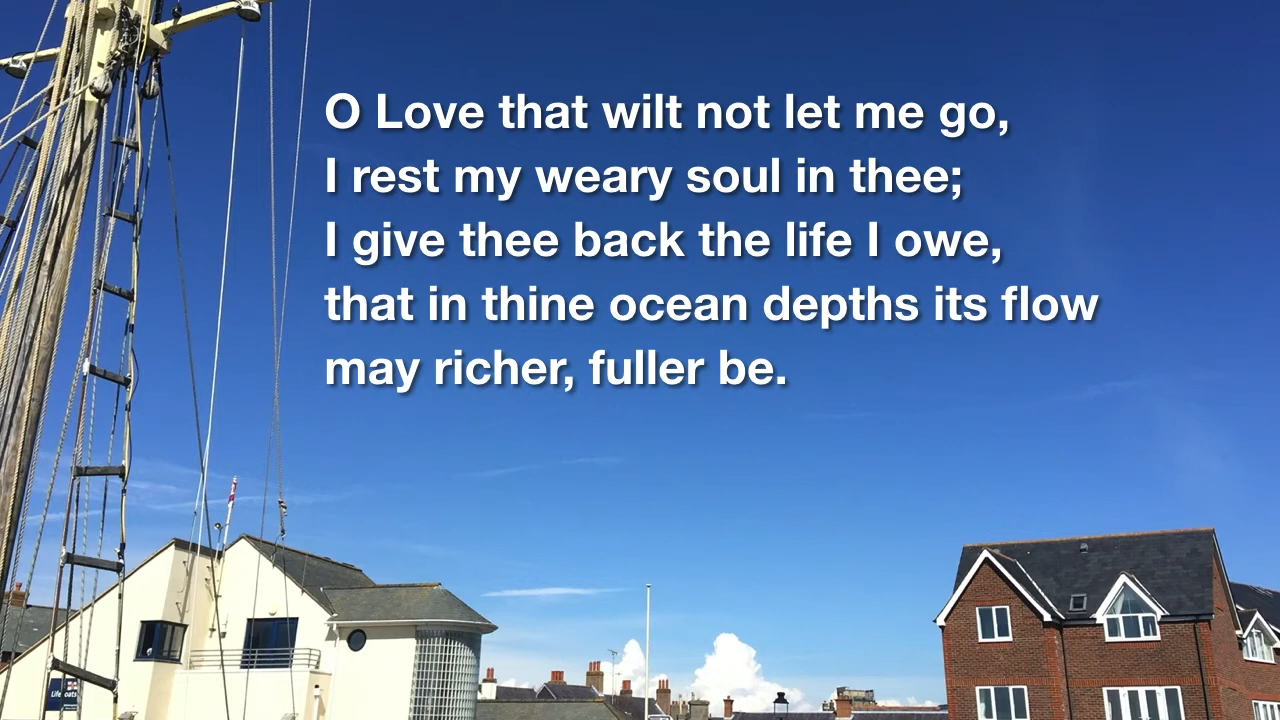 O Love that wilt not let me go,
I rest my weary soul in thee;
I give thee back the life I owe,
that in thine ocean depths its flow
may richer, fuller be.